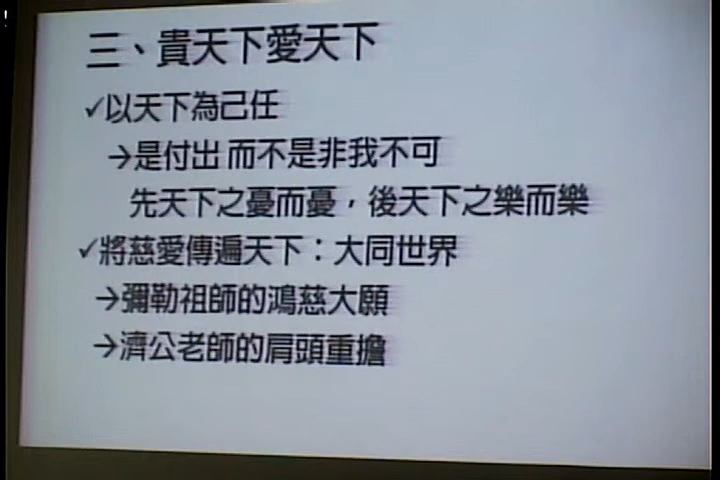 三、貴天下愛天下
✓以天下為己任
→是付出 而不是非我不可
先天下之憂而憂，後天下之樂而樂
✓將慈愛傳遍天下：大同世界
→彌勒祖師的鴻慈大願
→濟公老師的肩頭重擔